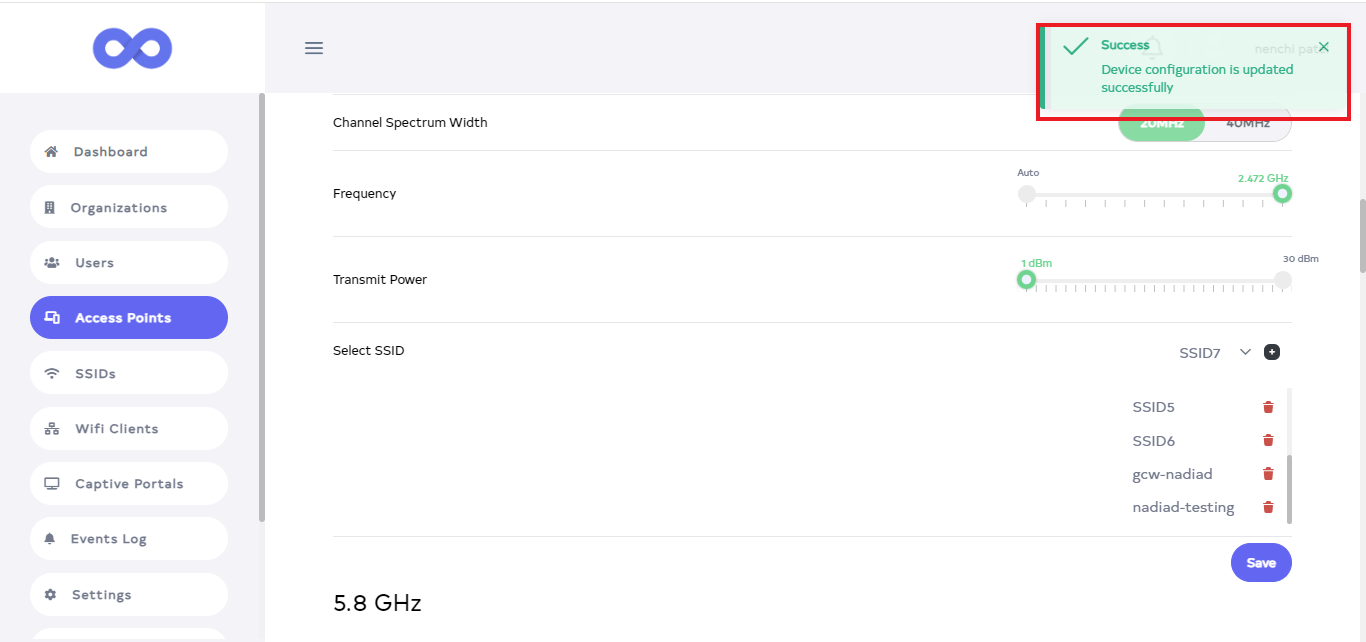 Success
nenchi pat
Device configuration is updated
successfully
Dashboard
Organizations
Users
Access Points
SSIDs
Wifi Clients
Captive Portals
Events Log
Settings
Channel Spectrum Width
20MHz
40MHz
Frequency
Auto
2.472 GHz
Transmit Power
1 dBm
30 dBm
Select SSID
SSID7
SSID5
SSID6
gcw-nadiad
nadiad-testing
Save
5.8 GHz